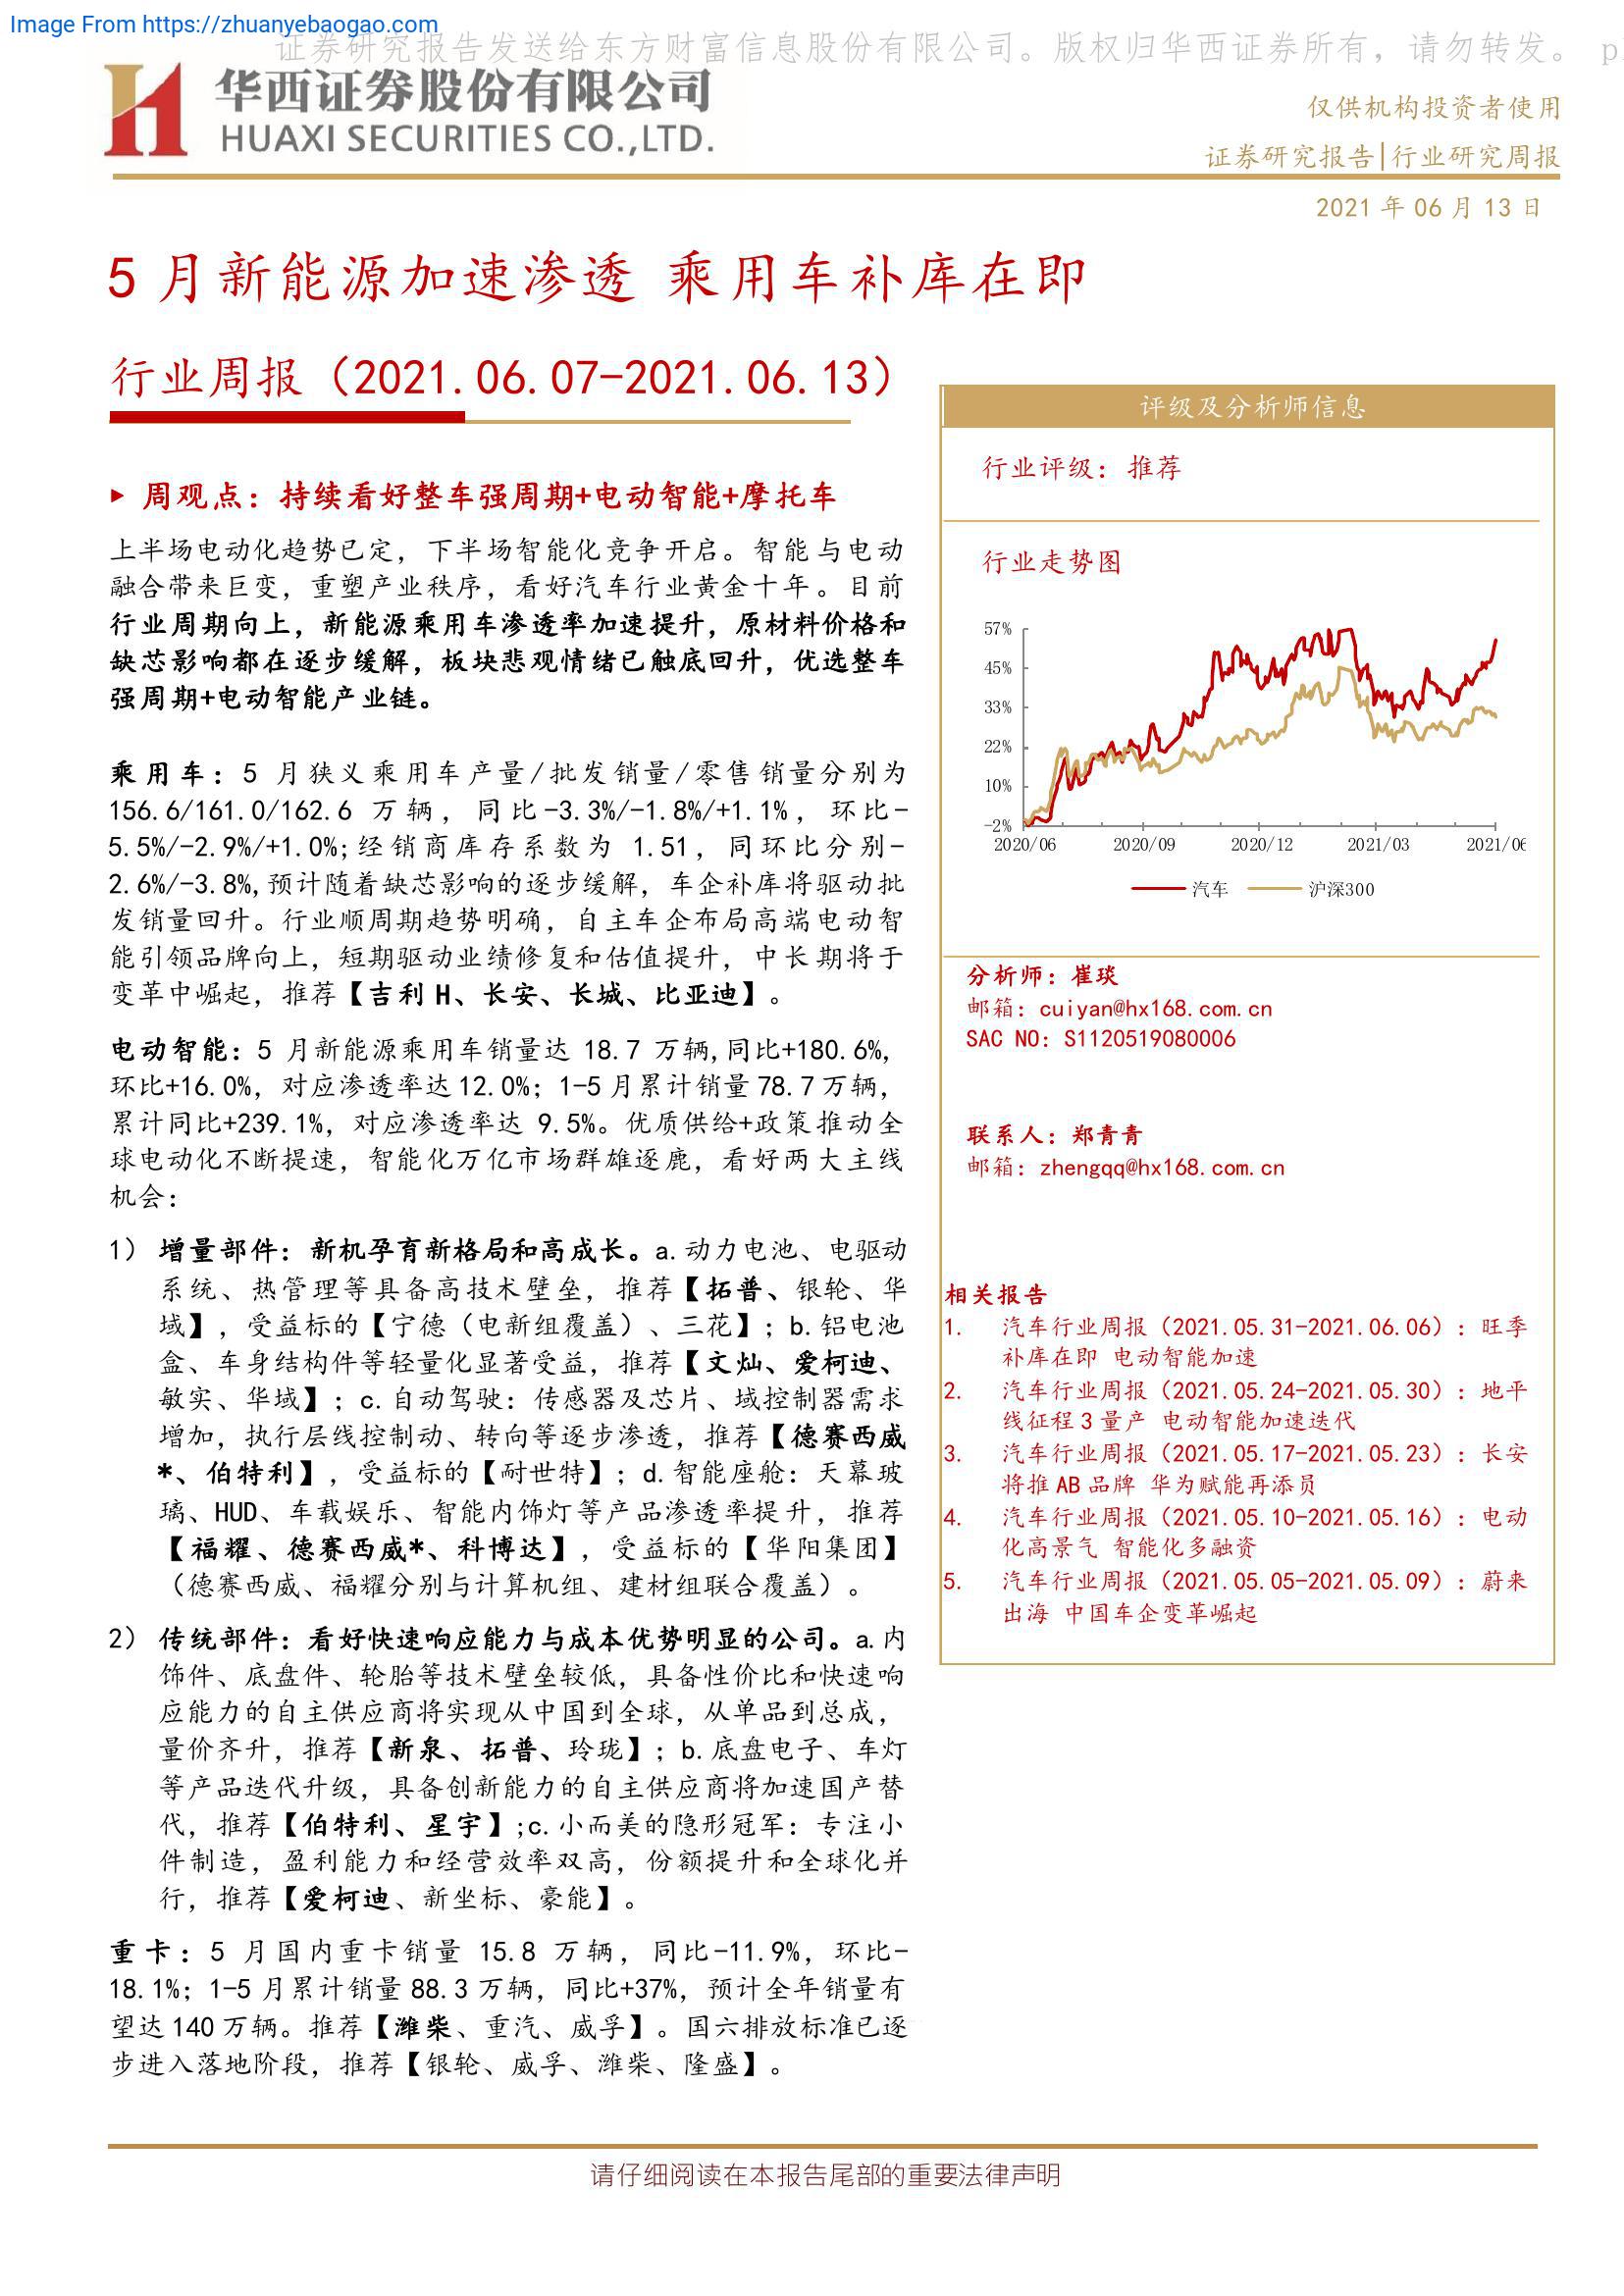 Image From https://zhuanyebaogao.com
证券研究报告发送给东方财富信息股份有限公司。版权归华西证券所有，请勿转发。 p
华西证券股份有限公司
HUAXI SECURITIES CO.,LTD.
仅供机构投资者使用
证券研究报告|行业研究周报
2021 年 06 月 13 日
5 月新能源加速渗透 乘用车补库在即
行业周报（2021.06.07-2021.06.13）
周观点：持续看好整车强周期+电动智能+摩托车
上半场电动化趋势已定，下半场智能化竞争开启。智能与电动
融合带来巨变，重塑产业秩序，看好汽车行业黄金十年。目前
行业周期向上，新能源乘用车渗透率加速提升，原材料价格和
缺芯影响都在逐步缓解，板块悲观情绪已触底回升，优选整车
强周期+电动智能产业链。
乘用车：5 月狭义乘用车产量/批发销量/零售销量分别为
156.6/161.0/162.6 万辆，同比-3.3%/-1.8%/+1.1%，环比-
5.5%/-2.9%/+1.0%;经销商库存系数为 1.51，同环比分别-
2.6%/-3.8%,预计随着缺芯影响的逐步缓解，车企补库将驱动批
发销量回升。行业顺周期趋势明确，自主车企布局高端电动智
能引领品牌向上，短期驱动业绩修复和估值提升，中长期将于
变革中崛起，推荐【吉利 H、长安、长城、比亚迪】。
电动智能：5 月新能源乘用车销量达 18.7 万辆,同比+180.6%,
环比+16.0%，对应渗透率达 12.0%；1-5 月累计销量 78.7 万辆，
累计同比+239.1%，对应渗透率达 9.5%。优质供给+政策推动全
球电动化不断提速，智能化万亿市场群雄逐鹿，看好两大主线
机会：
1） 增量部件：新机孕育新格局和高成长。a.动力电池、电驱动
系统、热管理等具备高技术壁垒，推荐【拓普、银轮、华
域】，受益标的【宁德（电新组覆盖）、三花】；b.铝电池
盒、车身结构件等轻量化显著受益，推荐【文灿、爱柯迪、
敏实、华域】；c.自动驾驶：传感器及芯片、域控制器需求
增加，执行层线控制动、转向等逐步渗透，推荐【德赛西威
*、伯特利】，受益标的【耐世特】；d.智能座舱：天幕玻
璃、HUD、车载娱乐、智能内饰灯等产品渗透率提升，推荐
【福耀、德赛西威*、科博达】，受益标的【华阳集团】
（德赛西威、福耀分别与计算机组、建材组联合覆盖）。
2） 传统部件：看好快速响应能力与成本优势明显的公司。a.内
饰件、底盘件、轮胎等技术壁垒较低，具备性价比和快速响
应能力的自主供应商将实现从中国到全球，从单品到总成，
量价齐升，推荐【新泉、拓普、玲珑】；b.底盘电子、车灯
等产品迭代升级，具备创新能力的自主供应商将加速国产替
代，推荐【伯特利、星宇】;c.小而美的隐形冠军：专注小
件制造，盈利能力和经营效率双高，份额提升和全球化并
行，推荐【爱柯迪、新坐标、豪能】。
重卡：5 月国内重卡销量 15.8 万辆，同比-11.9%，环比-
18.1%；1-5 月累计销量 88.3 万辆，同比+37%，预计全年销量有
望达 140 万辆。推荐【潍柴、重汽、威孚】。国六排放标准已逐
步进入落地阶段，推荐【银轮、威孚、潍柴、隆盛】。
评级及分析师信息
行业评级：推荐
行业走势图
57%
45%
33%
22%
10%
-2%
2020/06 2020/09 2020/12 2021/03 2021/06
汽车 沪深300
分析师：崔琰
邮箱：cuiyan@hx168.com.cn
SAC NO：S1120519080006
联系人：郑青青
邮箱：zhengqq@hx168.com.cn
相关报告
1. 汽车行业周报（2021.05.31-2021.06.06）：旺季
补库在即 电动智能加速
2. 汽车行业周报（2021.05.24-2021.05.30）：地平
线征程 3 量产 电动智能加速迭代
3. 汽车行业周报（2021.05.17-2021.05.23）：长安
将推 AB 品牌 华为赋能再添员
4. 汽车行业周报（2021.05.10-2021.05.16）：电动
化高景气 智能化多融资
5. 汽车行业周报（2021.05.05-2021.05.09）：蔚来
出海 中国车企变革崛起
请仔细阅读在本报告尾部的重要法律声明